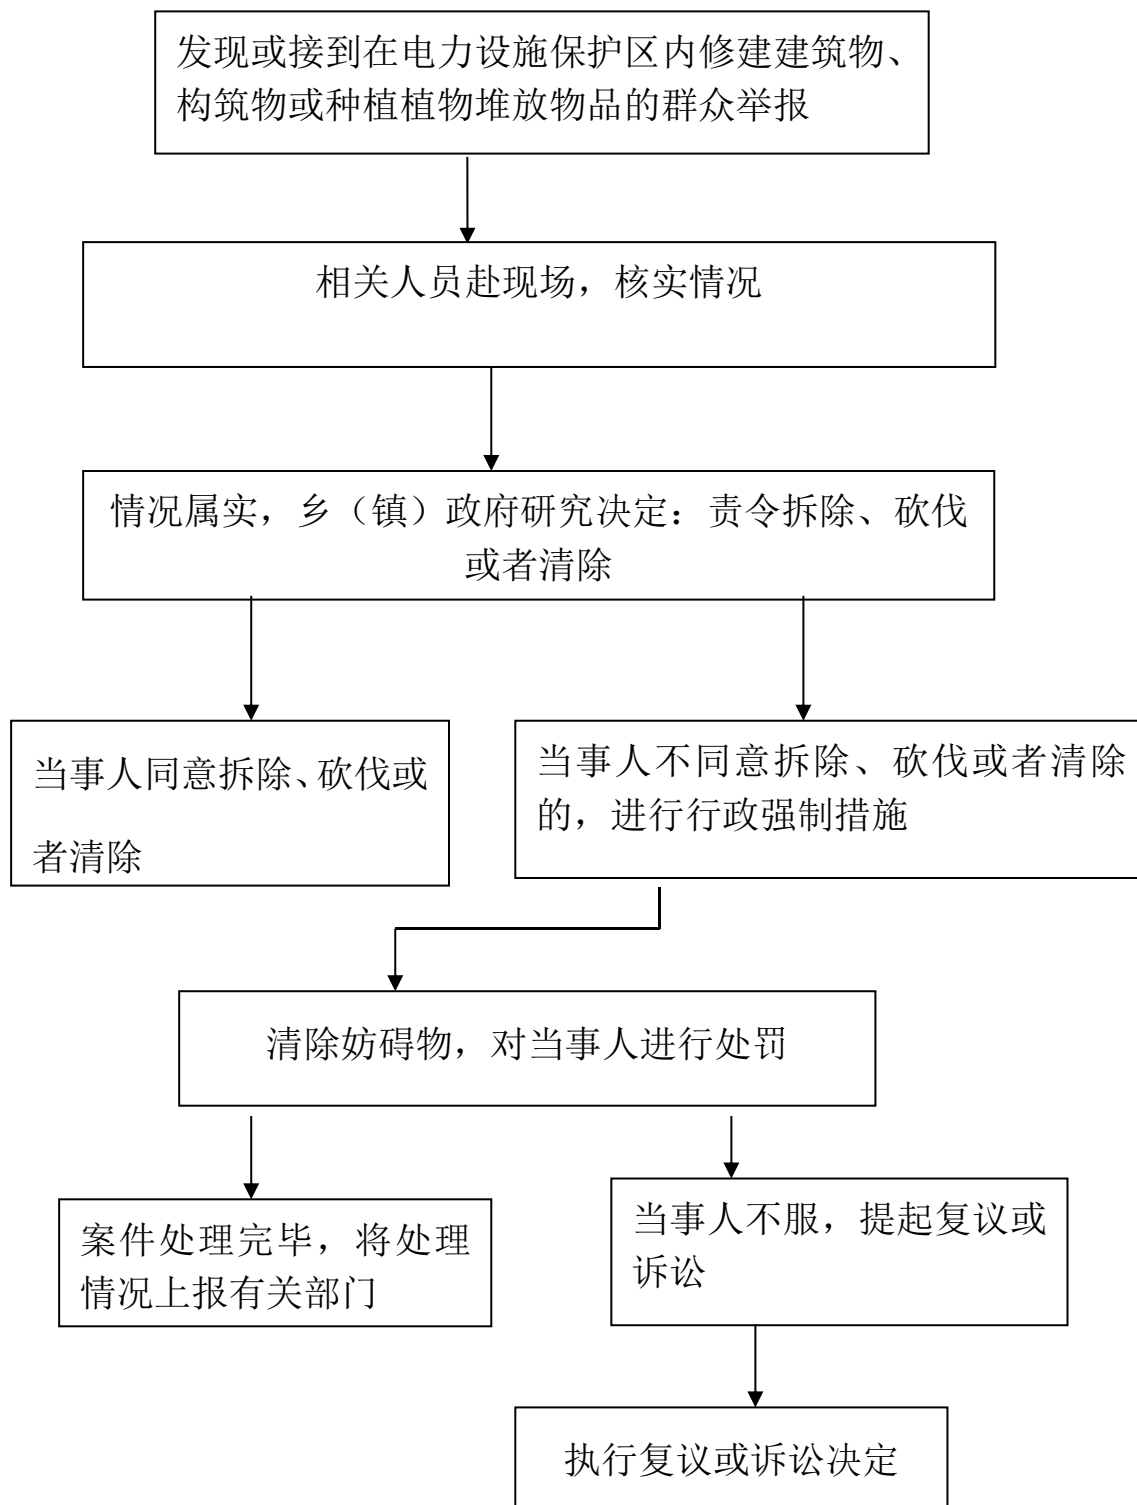 发现或接到在电力设施保护区内修建建筑物、
构筑物或种植植物堆放物品的群众举报
相关人员赴现场，核实情况
情况属实，乡（镇）政府研究决定：责令拆除、砍伐
或者清除
当事人同意拆除、砍伐或
者清除
当事人不同意拆除、砍伐或者清除
的，进行行政强制措施
清除妨碍物，对当事人进行处罚
案件处理完毕，将处理
情况上报有关部门
当事人不服，提起复议或
诉讼
执行复议或诉讼决定